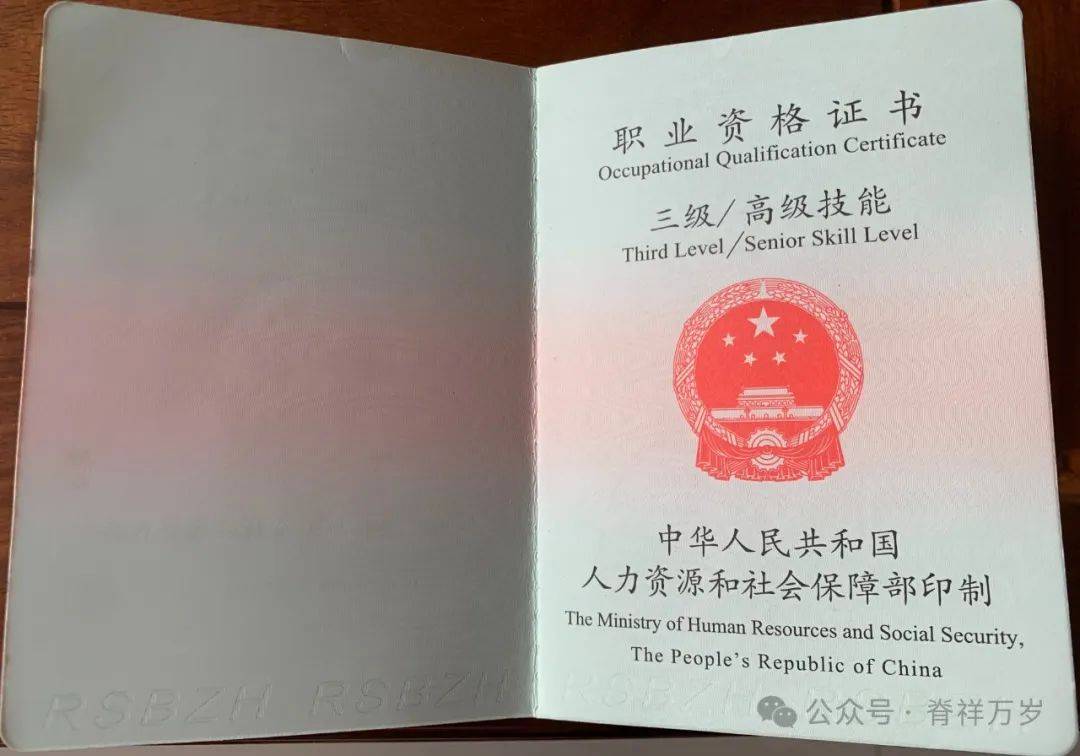 职业资格证书
Occupational Qualification Certificate
三级/高级技能
Third Level/Senior Skill Level
中华人民共和国
人力资源和社会保障部印制
The Ministry of Human Resources and Social Security,
The People's Republic of China
RSBZH RSBZH RSBZH
公众号·脊祥万岁